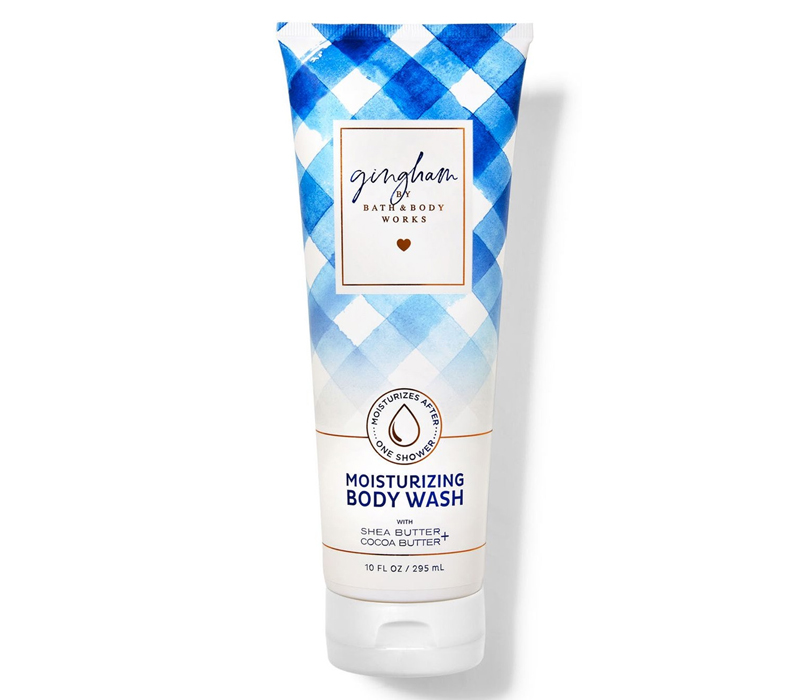 gingham
BY
BATH & BODY
WORKS
MOISTURIZES AFTER
ONE SHOWER
MOISTURIZING
BODY WASH
WITH
SHEA BUTTER
COCOA BUTTER+
10 FL OZ / 295 mL